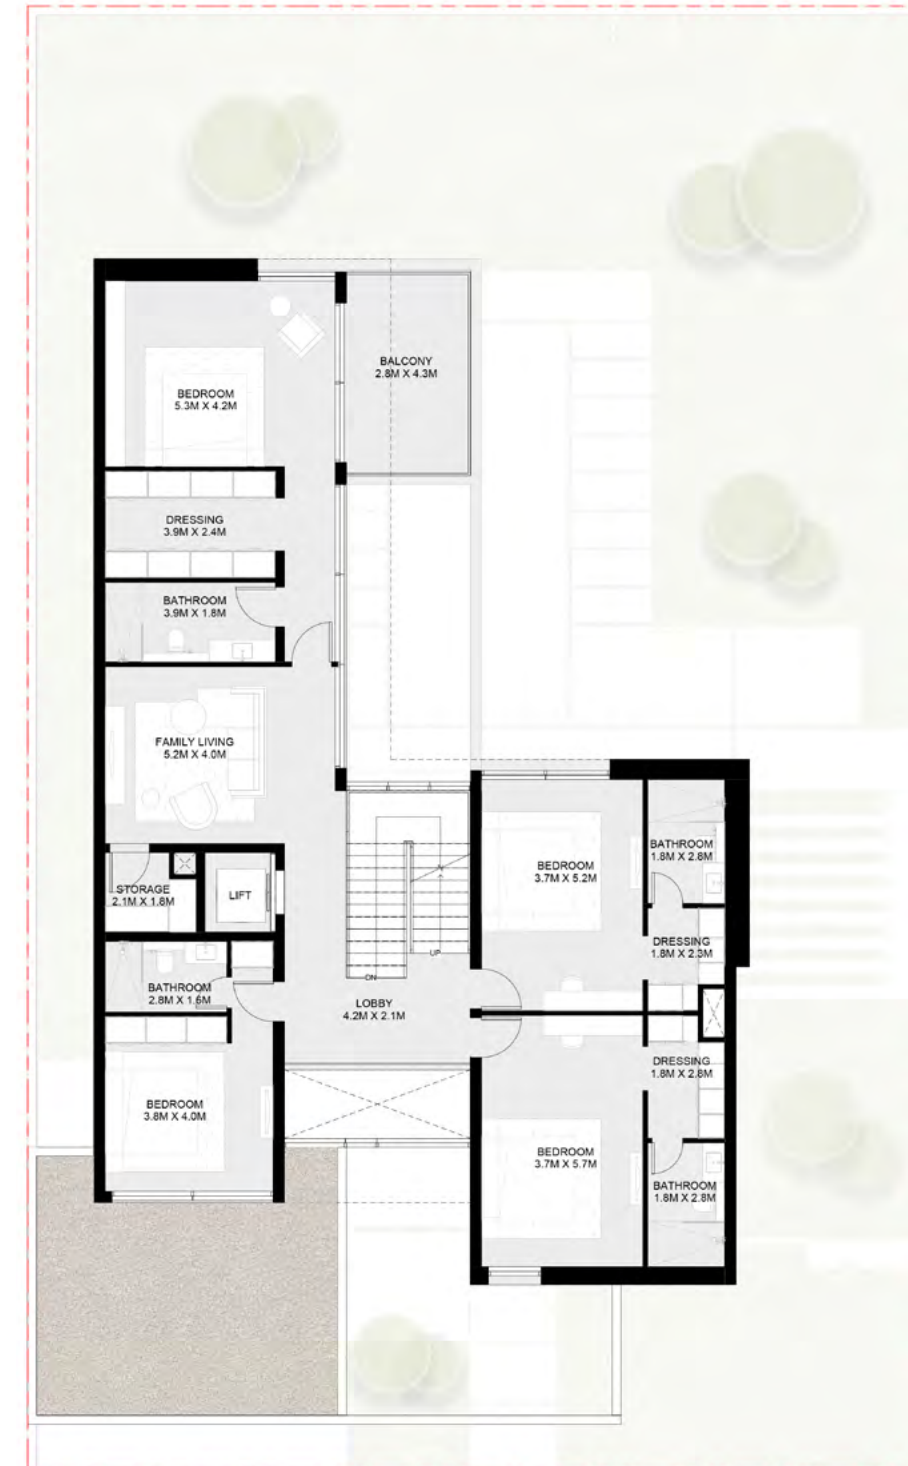 BALCONY
2.8M X 4.3M
BEDROOM
5.3M X 4.2M
DRESSING
3.9M X 2.4M
BATHROOM
3.9M X 1.8M
FAMILY LIVING
5.2M X 4.0M
STORAGE
2.1M X 1.8M
LIFT
BEDROOM
3.7M X 5.2M
BATHROOM
1.8M X 2.8M
DRESSING
1.8M X 2.3M
UP
DN
BATHROOM
2.8M X 1.6M
LOBBY
4.2M X 2.1M
DRESSING
1.8M X 2.8M
BEDROOM
3.8M X 4.0M
BEDROOM
3.7M X 5.7M
BATHROOM
1.8M X 2.8M